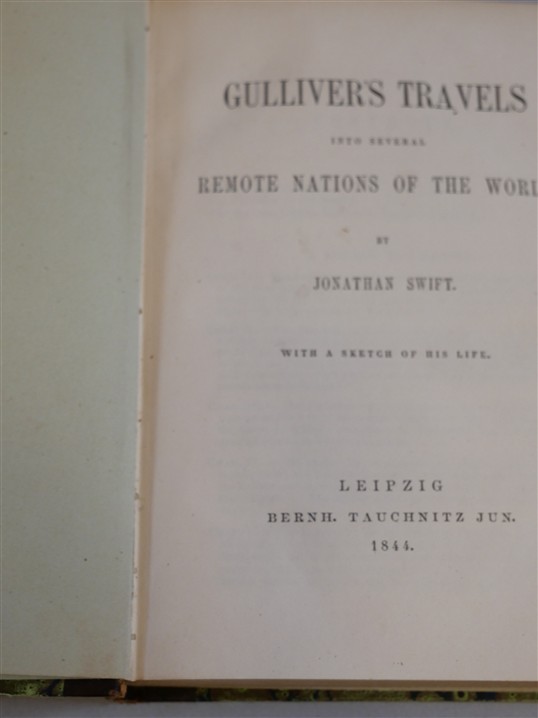 GULLIVER'S TRAVELS
INTO SEVERAL
REMOTE NATIONS OF THE WORL
BY
JONATHAN SWIFT.
WITH A SKETCH OF HIS LIFE.
LEIPZIG
BERNH. TAUCHNITZ JUN.
1844.